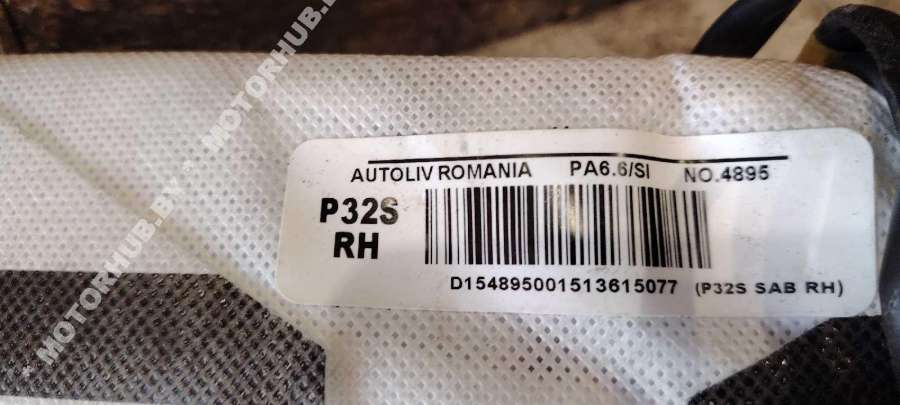 AUTOLIV ROMANIA PA6.6/SI NO.4895
P32S
RH
D154895001513615077 (P32S SAB RH)
MOTORHUB.BY MOTORHUB.BY